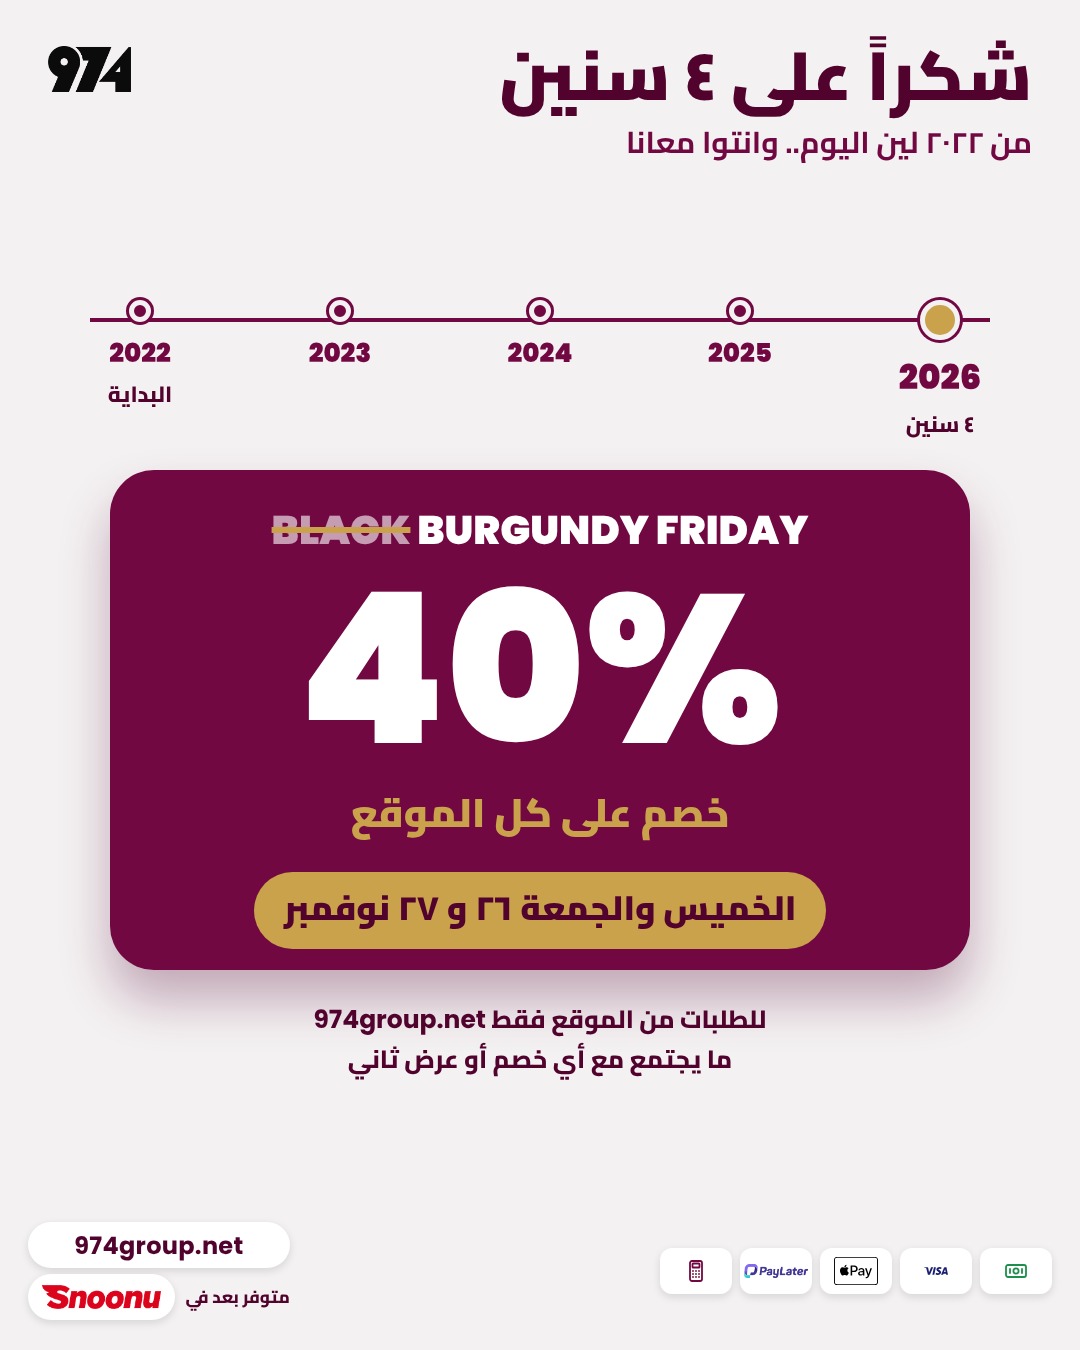 974
شكراً على ٤ سنين
من ٢٠٢٢ لين اليوم.. وانتوا معانا
2022
2023
2024
2025
2026
البداية
٤ سنين
BLACK BURGUNDY FRIDAY
40%
خصم على كل الموقع
الخميس والجمعة ٢٦ و ٢٧ نوفمبر
للطلبات من الموقع فقط 974group.net
ما يجتمع مع أي خصم أو عرض ثاني
974group.net
متوفر بعد في Snoonu
PayLater
Pay
VISA